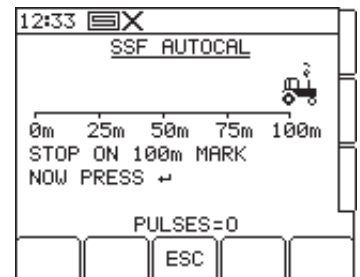 12:33
SSF AUTOCAL
0m 25m 50m 75m 100m
STOP ON 100m MARK
NOW PRESS ↵
PULSES=0
ESC